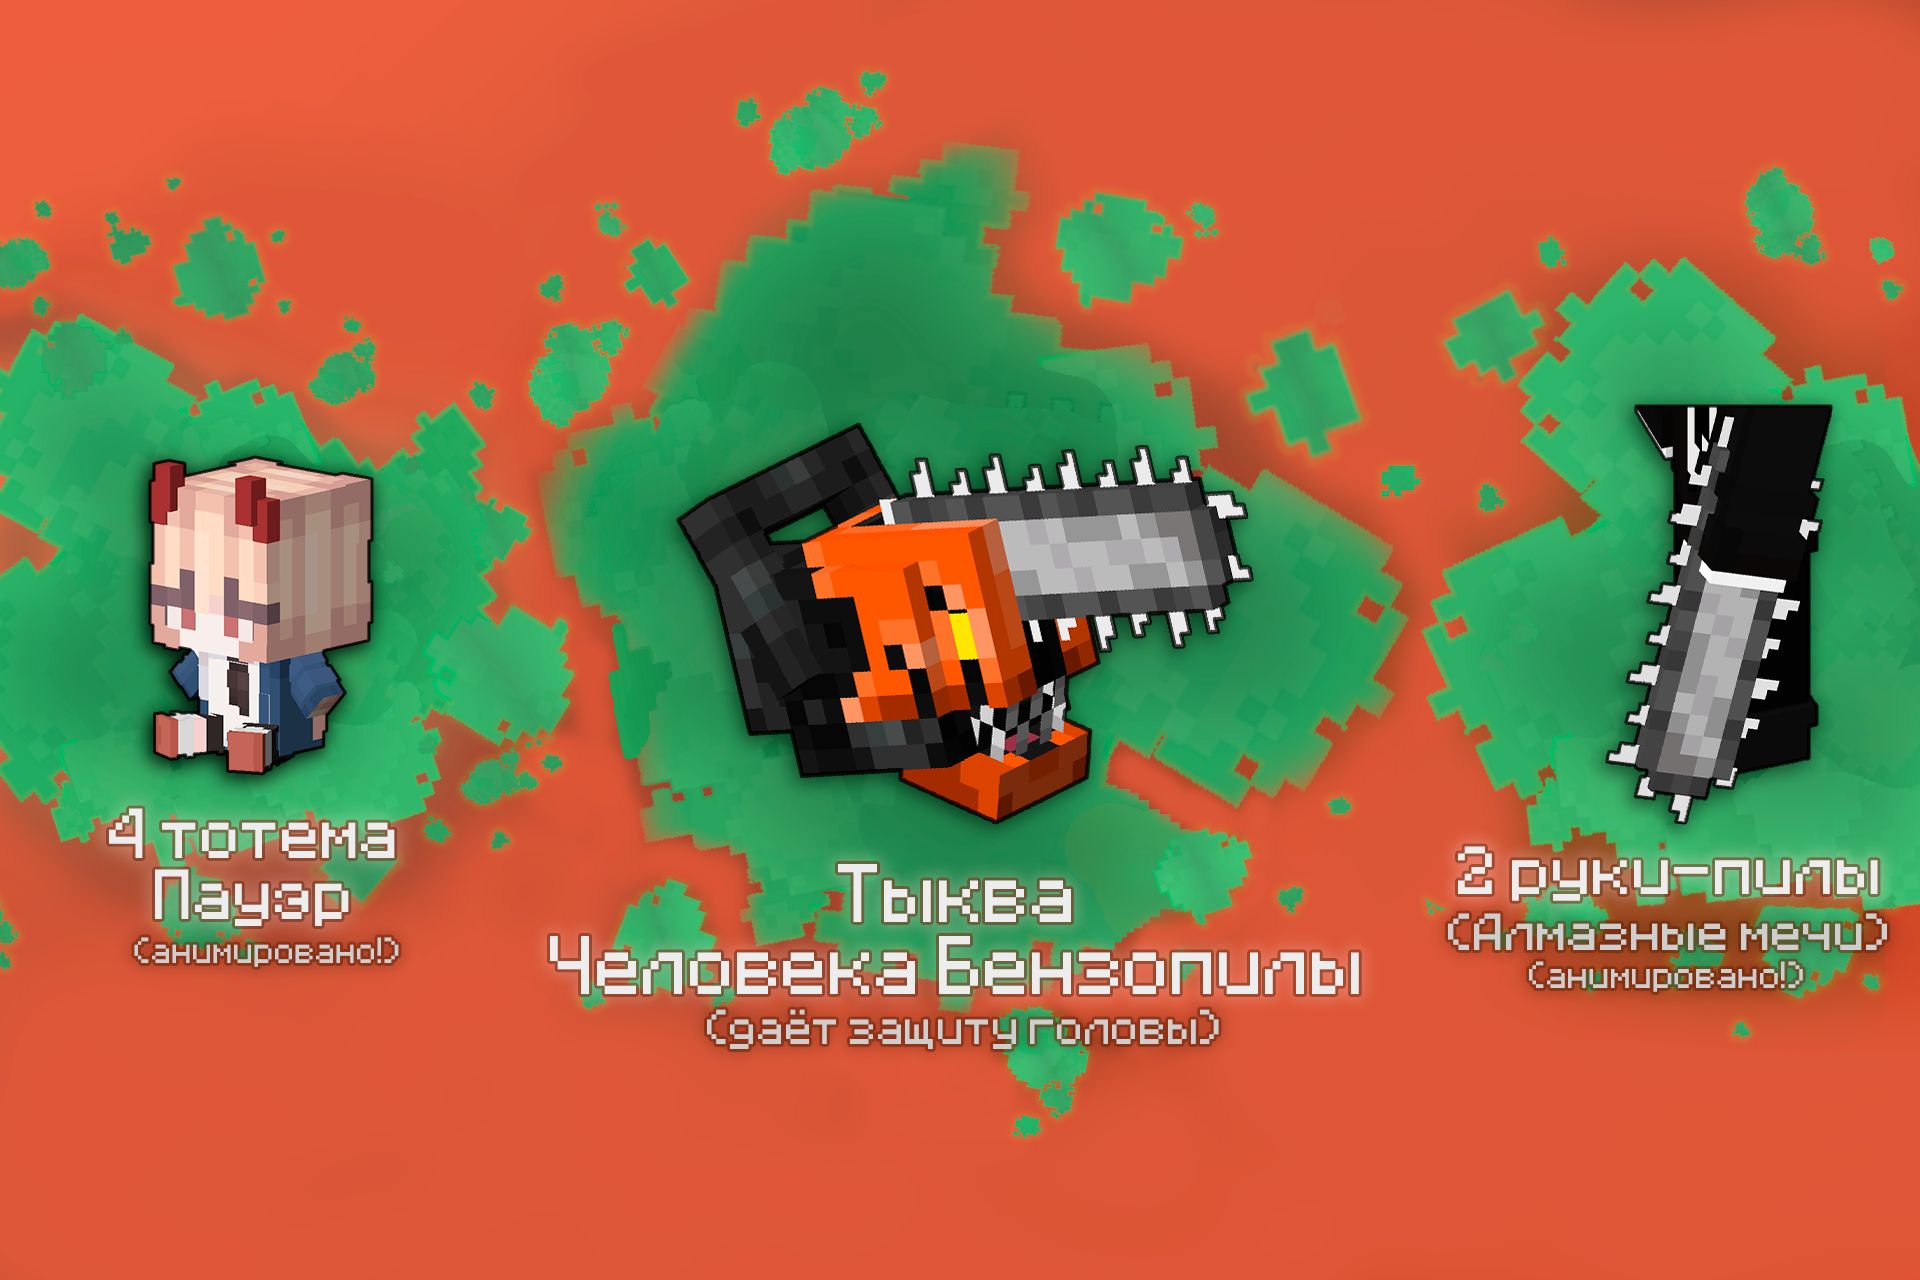 4 тотема
Пауэр
(анимировано!)
Тыква
Человека Бензопилы
(даёт защиту головы)
2 руки-пилы
(Алмазные мечи)
(анимировано!)